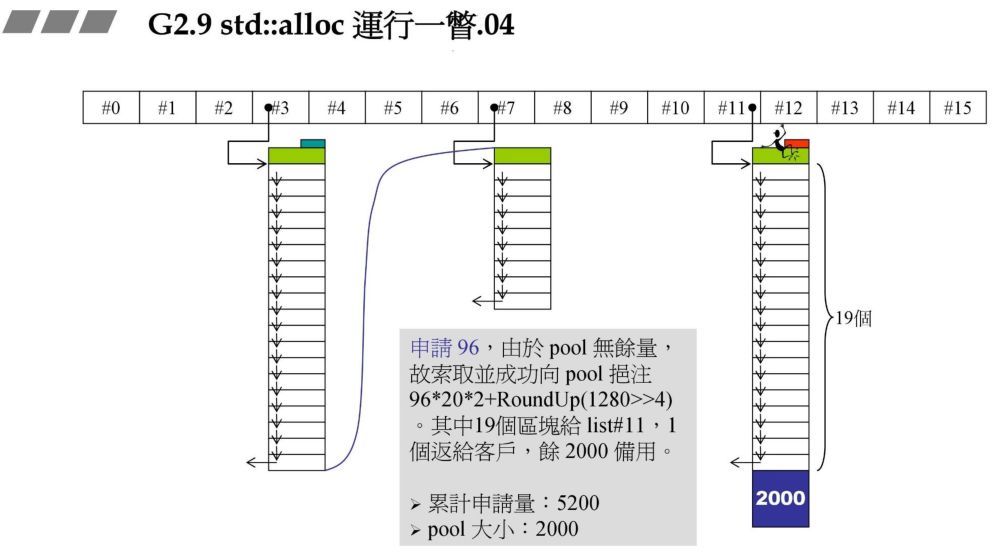 G2.9 std::alloc 運行一瞥.04
#0 #1 #2 #3 #4 #5 #6 #7 #8 #9 #10 #11 #12 #13 #14 #15
19個
申請 96，由於 pool 無餘量，
故索取並成功向 pool 挹注
96*20*2+RoundUp(1280>>4)
。其中19個區塊給 list#11，1
個返給客戶，餘 2000 備用。
➢ 累計申請量：5200
➢ pool 大小：2000
2000